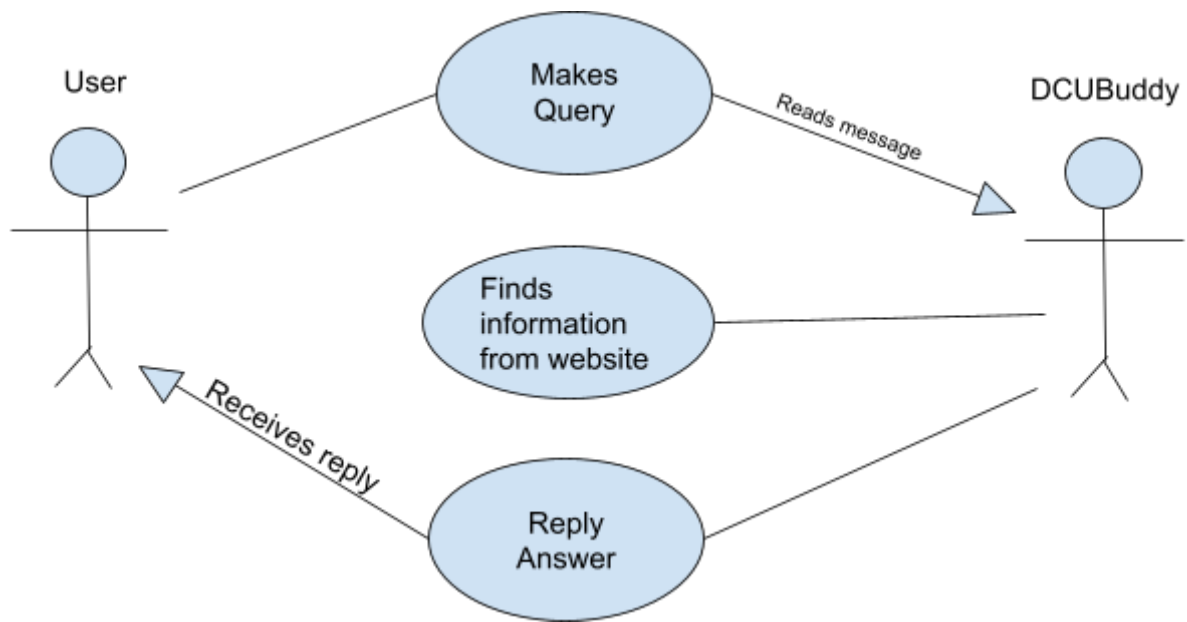 User
Makes
Query
Reads message
DCUBuddy
Finds
information
from website
Receives reply
Reply
Answer